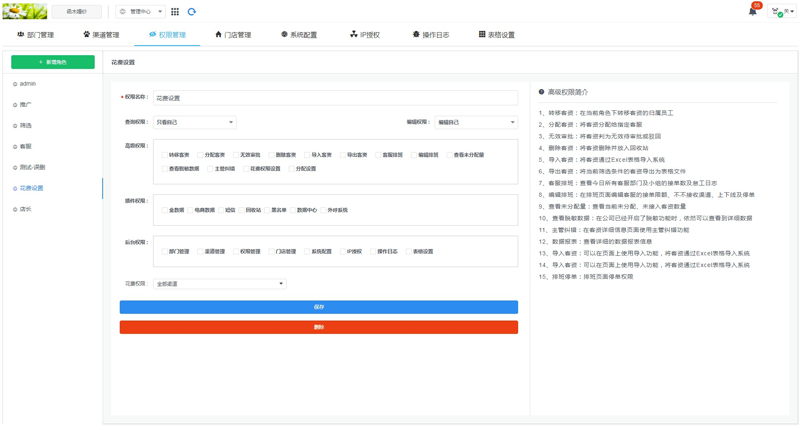 管理中心
55
部门管理
渠道管理
权限管理
门店管理
系统配置
IP授权
操作日志
表格设置
+ 新增角色
花费设置
admin
推广
筛选
客服
测试-误删
花费设置
店长
* 权限名称：
花费设置
查询权限：
只看自己
编辑权限：
编辑自己
高级权限：
转移客资
分配客资
无效审批
删除客资
导入客资
导出客资
客服排班
编辑排班
查看未分配量
查看脱敏数据
主管纠错
花费权限设置
分配设置
插件权限：
金数据
电商数据
短信
回收站
黑名单
数据中心
外呼系统
后台权限：
部门管理
渠道管理
权限管理
门店管理
系统配置
IP授权
操作日志
表格设置
花费权限：
全部渠道
保存
删除
高级权限简介
1、转移客资：在当前角色下转移客资的归属员工
2、分配客资：将客资分配给指定客服
3、无效审批：将客资判为无效待审批或驳回
4、删除客资：将客资删除并放入回收站
5、导入客资：将客资通过Excel表格导入系统
6、导出客资：将当前筛选条件的客资导出为表格文件
7、客服排班：查看今日所有客服部门及小组的接单数及怠工日志
8、编辑排班：在排班页面编辑客服的接单限额、不不接收渠道、上下线及停单
9、查看未分配量：查看当前未分配、未接入客资数量
10、查看脱敏数据：在公司已经开启了脱敏功能时，依然可以查看到详细数据
11、主管纠错：在客资详细信息页面使用主管纠错功能
12、数据报表：查看详细的数据报表信息
13、导入客资：可以在页面上使用导入功能，将客资通过Excel表格导入系统
14、导入客资：可以在页面上使用导入功能，将客资通过Excel表格导入系统
15、排班停单：排班页面停单权限